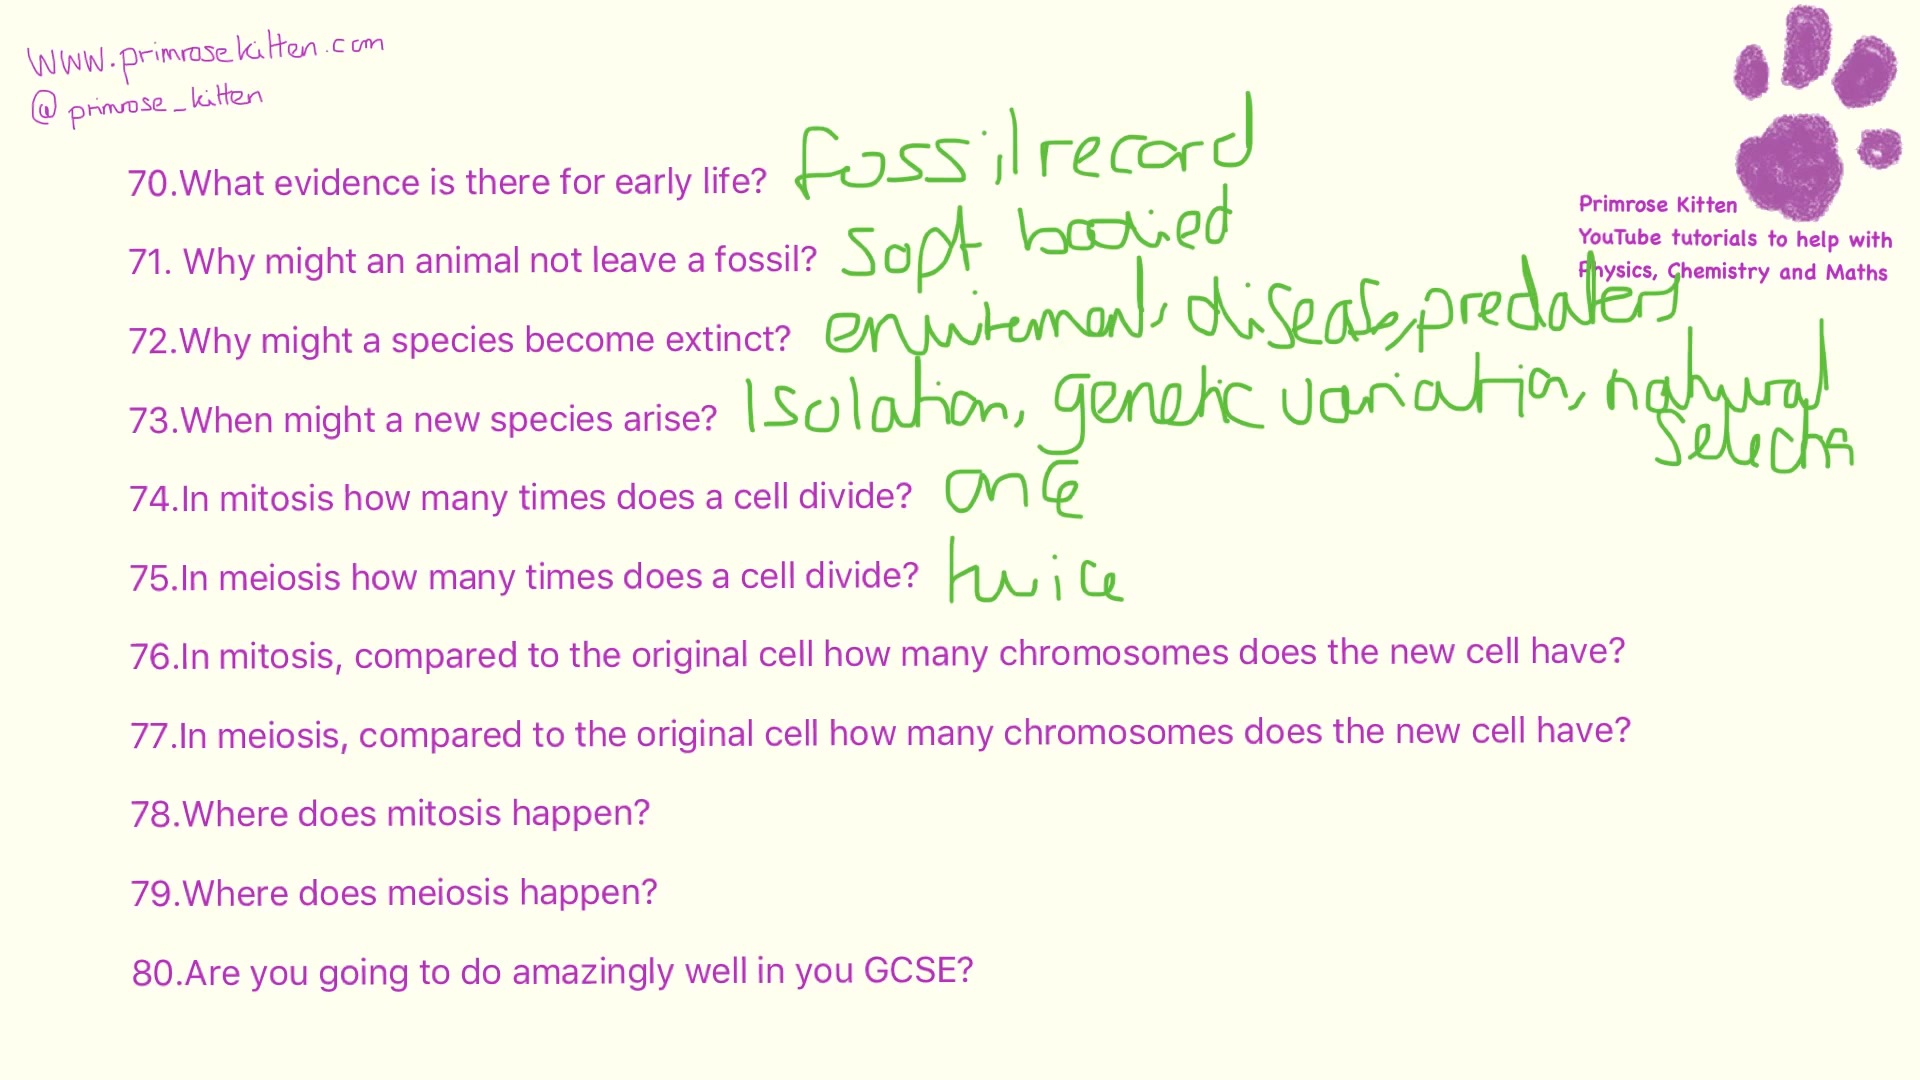 www.primrosekitten.com
@primrose_kitten
Primrose Kitten
YouTube tutorials to help with
Physics, Chemistry and Maths
70.What evidence is there for early life? fossil record
71. Why might an animal not leave a fossil? soft bodied
72.Why might a species become extinct? disease, predators
73.When might a new species arise? Isolation, genetic variation, natural
74.In mitosis how many times does a cell divide? one
75.In meiosis how many times does a cell divide? twice
76.In mitosis, compared to the original cell how many chromosomes does the new cell have?
77.In meiosis, compared to the original cell how many chromosomes does the new cell have?
78.Where does mitosis happen?
79.Where does meiosis happen?
80.Are you going to do amazingly well in you GCSE?